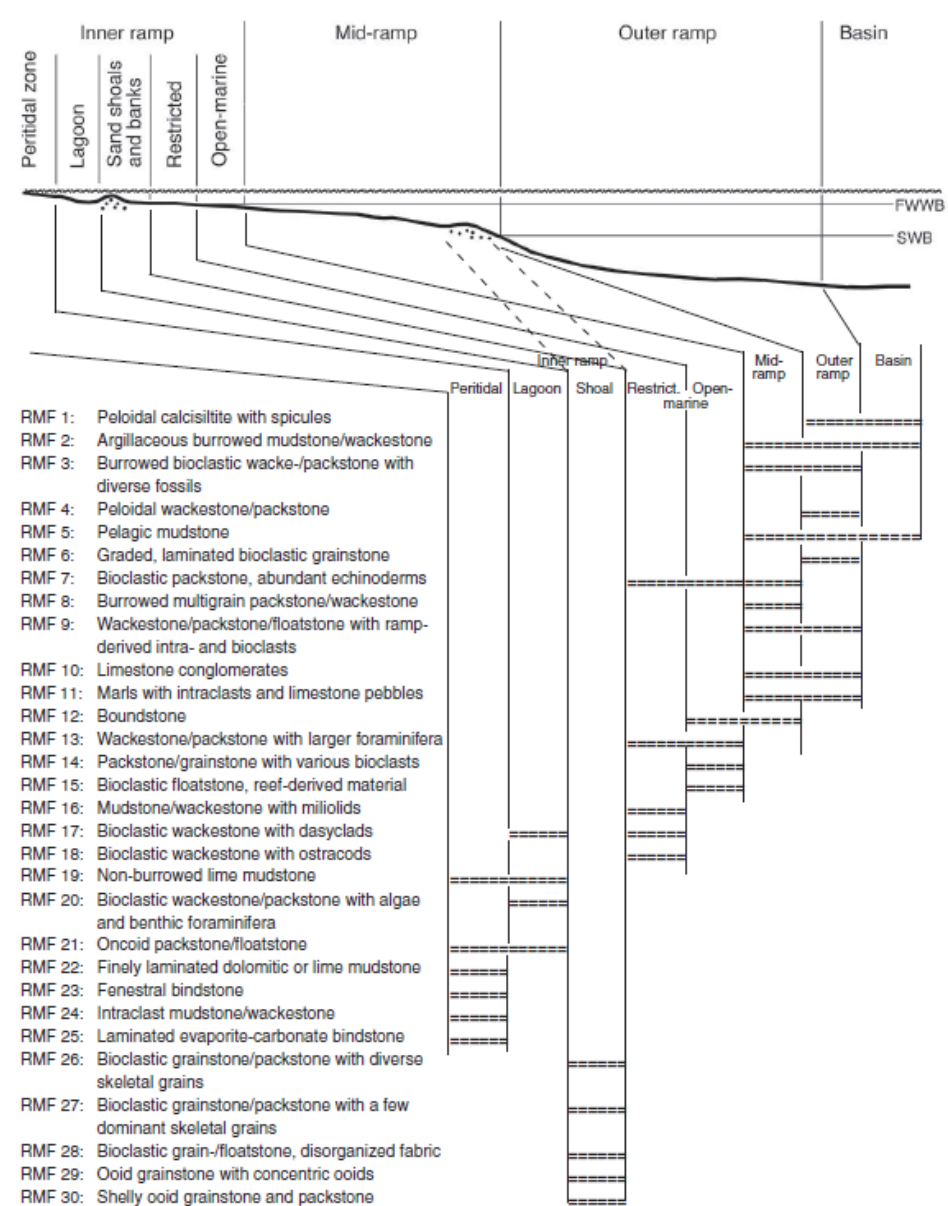 Inner ramp
Mid-ramp
Outer ramp
Basin
Peritidal zone
Lagoon
Sand shoals
and banks
Restricted
Open-marine
FWWB
SWB
Inner ramp
Mid-
ramp
Outer
ramp
Basin
Peritidal
Lagoon
Shoal
Restrict.
Open-
marine
RMF 1: Peloidal calcisiltite with spicules
RMF 2: Argillaceous burrowed mudstone/wackestone
RMF 3: Burrowed bioclastic wacke-/packstone with
diverse fossils
RMF 4: Peloidal wackestone/packstone
RMF 5: Pelagic mudstone
RMF 6: Graded, laminated bioclastic grainstone
RMF 7: Bioclastic packstone, abundant echinoderms
RMF 8: Burrowed multigrain packstone/wackestone
RMF 9: Wackestone/packstone/floatstone with ramp-
derived intra- and bioclasts
RMF 10: Limestone conglomerates
RMF 11: Marls with intraclasts and limestone pebbles
RMF 12: Boundstone
RMF 13: Wackestone/packstone with larger foraminifera
RMF 14: Packstone/grainstone with various bioclasts
RMF 15: Bioclastic floatstone, reef-derived material
RMF 16: Mudstone/wackestone with miliolids
RMF 17: Bioclastic wackestone with dasyclads
RMF 18: Bioclastic wackestone with ostracods
RMF 19: Non-burrowed lime mudstone
RMF 20: Bioclastic wackestone/packstone with algae
and benthic foraminifera
RMF 21: Oncoid packstone/floatstone
RMF 22: Finely laminated dolomitic or lime mudstone
RMF 23: Fenestral bindstone
RMF 24: Intraclast mudstone/wackestone
RMF 25: Laminated evaporite-carbonate bindstone
RMF 26: Bioclastic grainstone/packstone with diverse
skeletal grains
RMF 27: Bioclastic grainstone/packstone with a few
dominant skeletal grains
RMF 28: Bioclastic grain-/floatstone, disorganized fabric
RMF 29: Ooid grainstone with concentric ooids
RMF 30: Shelly ooid grainstone and packstone